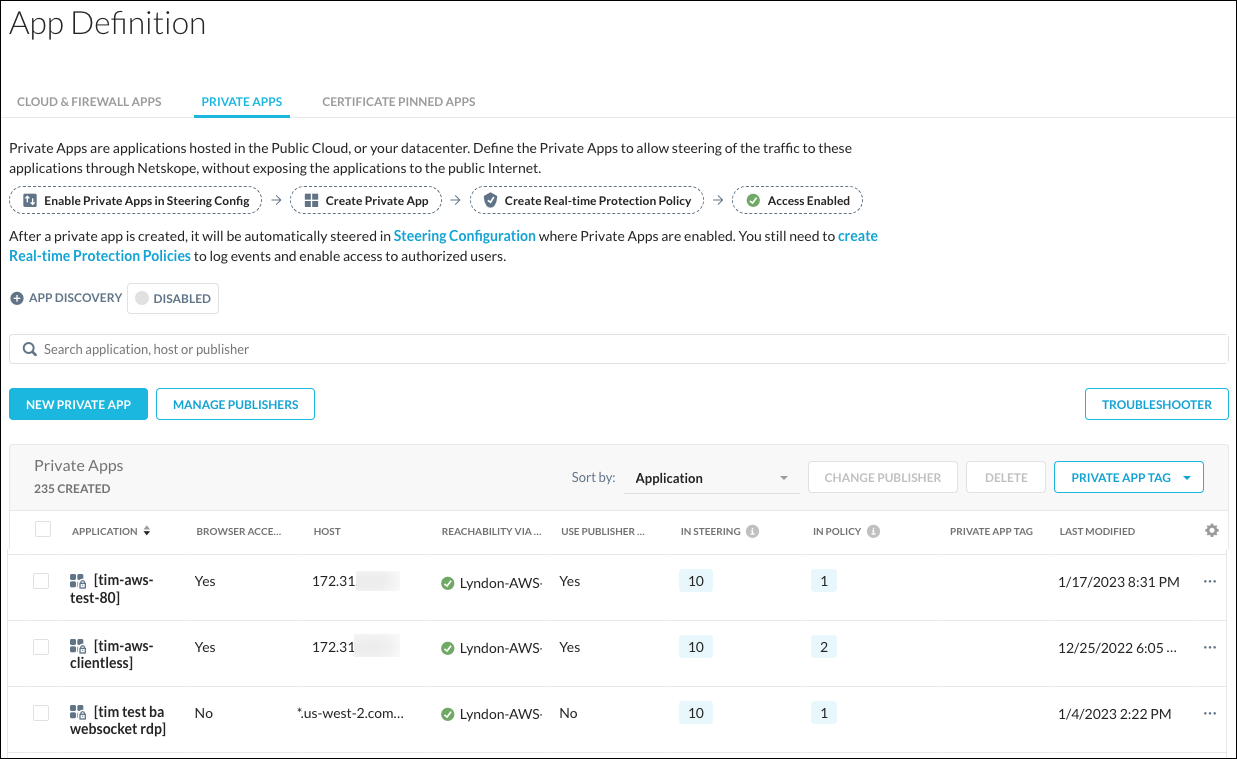 App Definition
CLOUD & FIREWALL APPS PRIVATE APPS CERTIFICATE PINNED APPS
Private Apps are applications hosted in the Public Cloud, or your datacenter. Define the Private Apps to allow steering of the traffic to these
applications through Netskope, without exposing the applications to the public Internet.
Enable Private Apps in Steering Config → Create Private App → Create Real-time Protection Policy → Access Enabled
After a private app is created, it will be automatically steered in Steering Configuration where Private Apps are enabled. You still need to create
Real-time Protection Policies to log events and enable access to authorized users.
APP DISCOVERY DISABLED
Search application, host or publisher
NEW PRIVATE APP MANAGE PUBLISHERS TROUBLESHOOTER
Private Apps
235 CREATED
Sort by: Application CHANGE PUBLISHER DELETE PRIVATE APP TAG
APPLICATION BROWSER ACCE... HOST REACHABILITY VIA ... USE PUBLISHER ... IN STEERING IN POLICY PRIVATE APP TAG LAST MODIFIED
[tim-aws-
test-80] Yes 172.31 Lyndon-AWS- Yes 10 1 1/17/2023 8:31 PM ...
[tim-aws-
clientless] Yes 172.31 Lyndon-AWS- Yes 10 2 12/25/2022 6:05 ... ...
[tim test ba
websocket rdp] No *.us-west-2.com... Lyndon-AWS- No 10 1 1/4/2023 2:22 PM ...